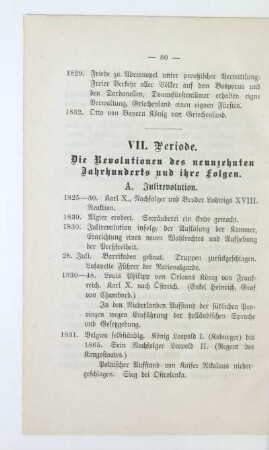 — 80 —
1829. Friede zu Adrianopel unter preußischer Vermittlung:
Freier Verkehr aller Völker auf dem Bosporus und
den Dardanellen, Donaufürstentümer erhalten eigne
Verwaltung, Griechenland einen eignen Fürsten.
1832. Otto von Bayern König von Griechenland.
VII. Periode.
Die Revolutionen des neunzehnten
Jahrhunderts und ihre Folgen.
A. Julirevolution.
1825—30. Karl X., Nachfolger und Bruder Ludwigs XVIII.
Reaktion.
1830. Algier erobert. Seeräuberei ein Ende gemacht.
1830. Julirevolution infolge der Auflösung der Kammer,
Einrichtung eines neuen Wahlrechtes und Aufhebung
der Preßfreiheit.
28. Juli. Barrikaden gebaut. Truppen zurückgeschlagen.
Lafayette Führer der Nationalgarde.
1830—48. Louis Philipp von Orleans König von Frank-
reich. Karl X. nach Östreich. (Enkel Heinrich, Graf
von Chambord.)
In den Niederlanden Aufstand der südlichen Pro-
vinzen wegen Einführung der holländischen Sprache
und Gesetzgebung.
1831. Belgien selbständig. König Leopold I. (Koburger) bis
1865. Sein Nachfolger Leopold II. (Regent des
Kongostaates.)
Polnischer Aufstand von Kaiser Nikolaus nieder-
geschlagen. Sieg bei Ostrolenka.